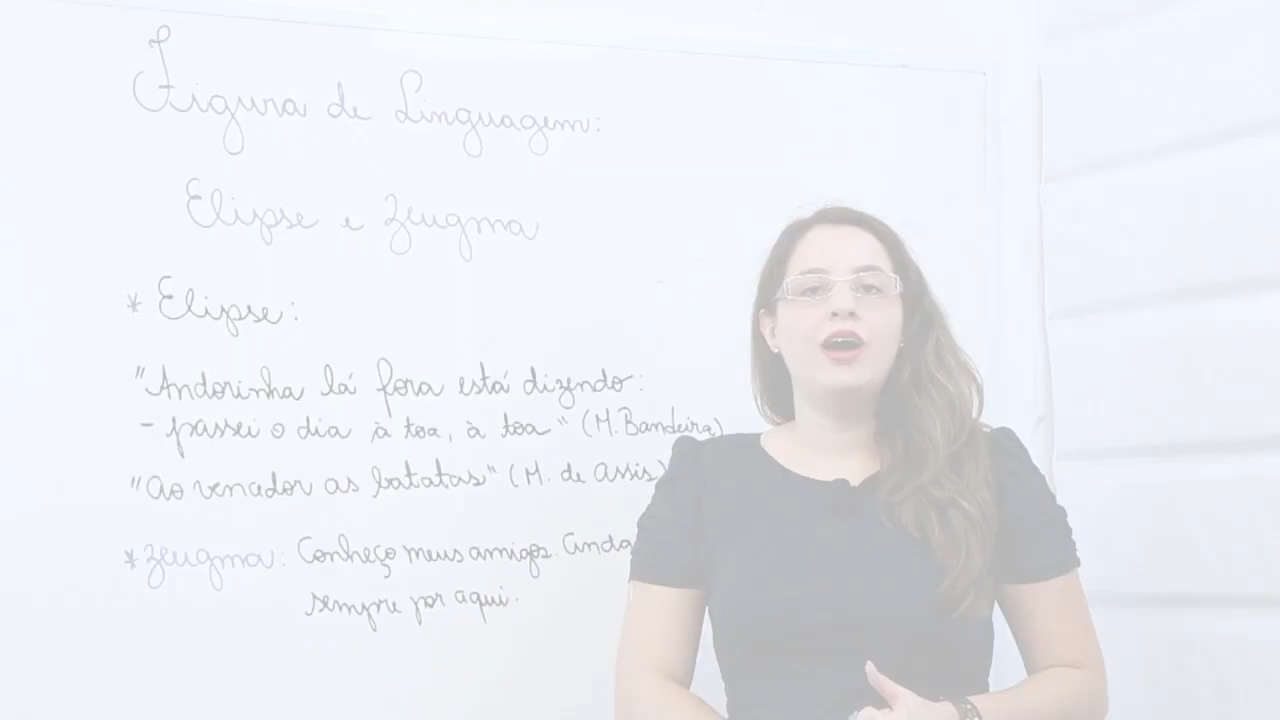 Figura de Linguagem:
Elipse e Zeugma
* Elipse:
"Andorinha lá fora está dizendo:
- passei o dia à toa, à toa" (M. Bandeira)
"Ao vencedor as batatas" (M. de Assis)
* Zeugma: Conheço meus amigos. Anda
sempre por aqui.